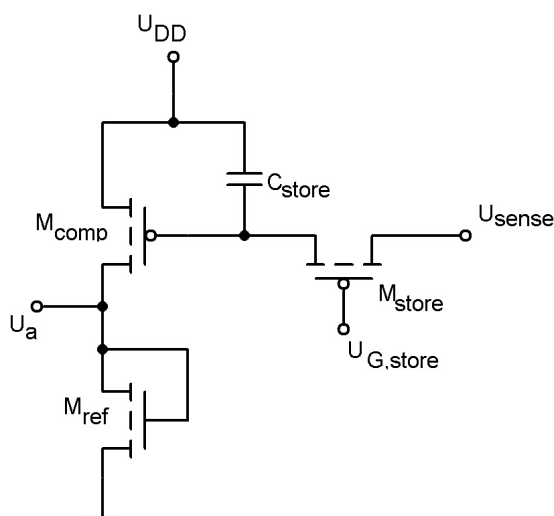 U_DD
C_store
M_comp
U_sense
M_store
U_a
U_G,store
M_ref